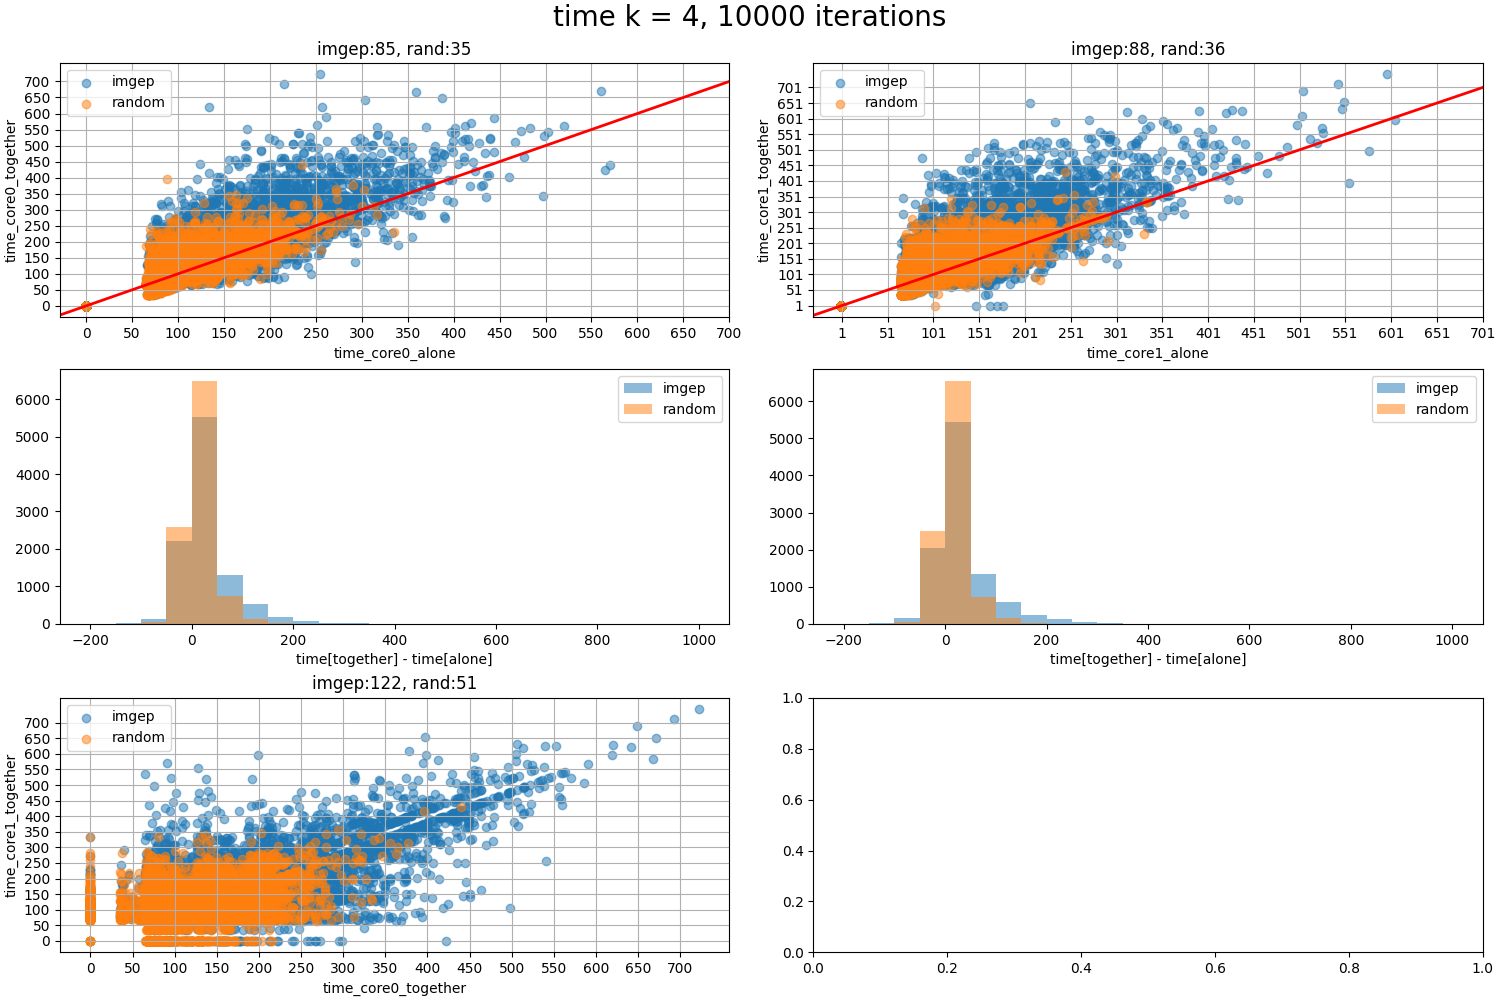 time k = 4, 10000 iterations
imgep:85, rand:35
time_core0_together
700
650
600
550
500
450
400
350
300
250
200
150
100
50
0
imgep
random
0 50 100 150 200 250 300 350 400 450 500 550 600 650 700
time_core0_alone
imgep:88, rand:36
time_core1_together
701
651
601
551
501
451
401
351
301
251
201
151
101
51
1
imgep
random
1 51 101 151 201 251 301 351 401 451 501 551 601 651 701
time_core1_alone
6000
5000
4000
3000
2000
1000
0
imgep
random
−200 0 200 400 600 800 1000
time[together] - time[alone]
6000
5000
4000
3000
2000
1000
0
imgep
random
−200 0 200 400 600 800 1000
time[together] - time[alone]
imgep:122, rand:51
time_core1_together
700
650
600
550
500
450
400
350
300
250
200
150
100
50
0
imgep
random
0 50 100 150 200 250 300 350 400 450 500 550 600 650 700
time_core0_together
1.0
0.8
0.6
0.4
0.2
0.0
0.0 0.2 0.4 0.6 0.8 1.0